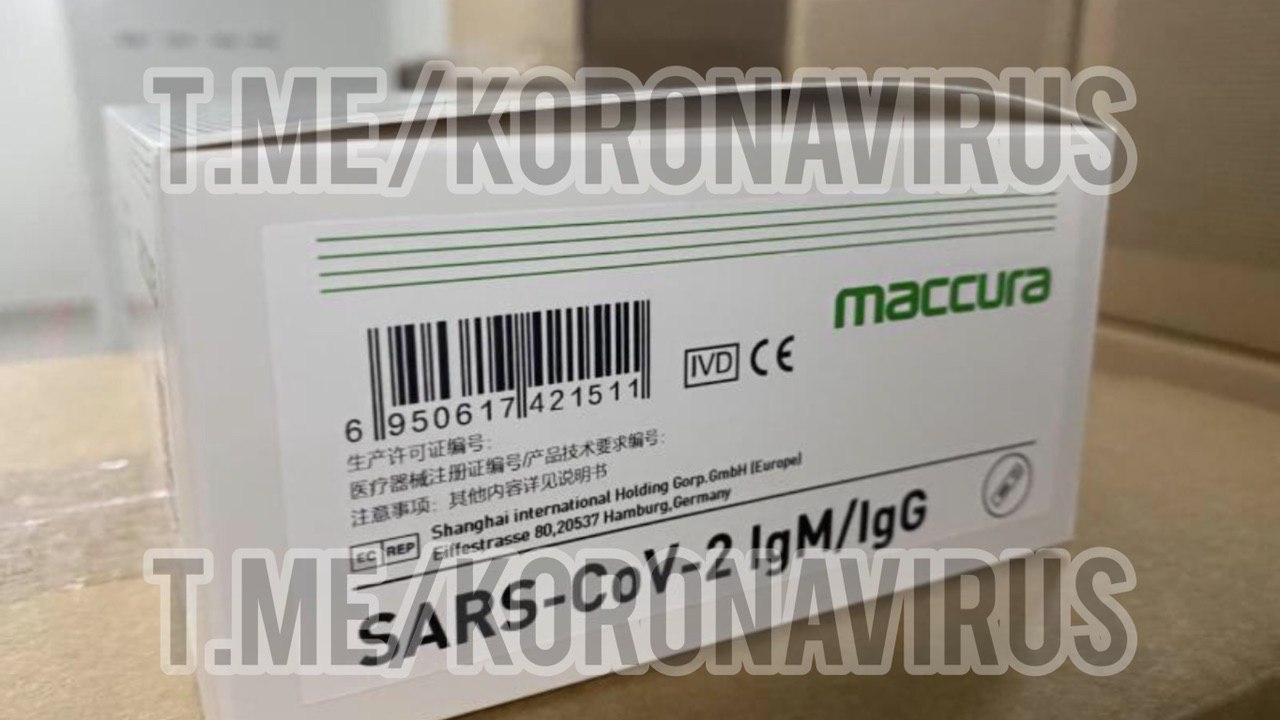 T.ME/KORONAVIRUS
maccura
IVD CE
6 950617 421511
生产许可证编号:
医疗器械注册证编号/产品技术要求编号:
注意事项: 其他内容详见说明书
EC REP
Shanghai international Holding Corp.GmbH (Europe)
Eiffestrasse 80,20537 Hamburg,Germany
SARS-CoV-2 IgM/IgG
T.ME/KORONAVIRUS